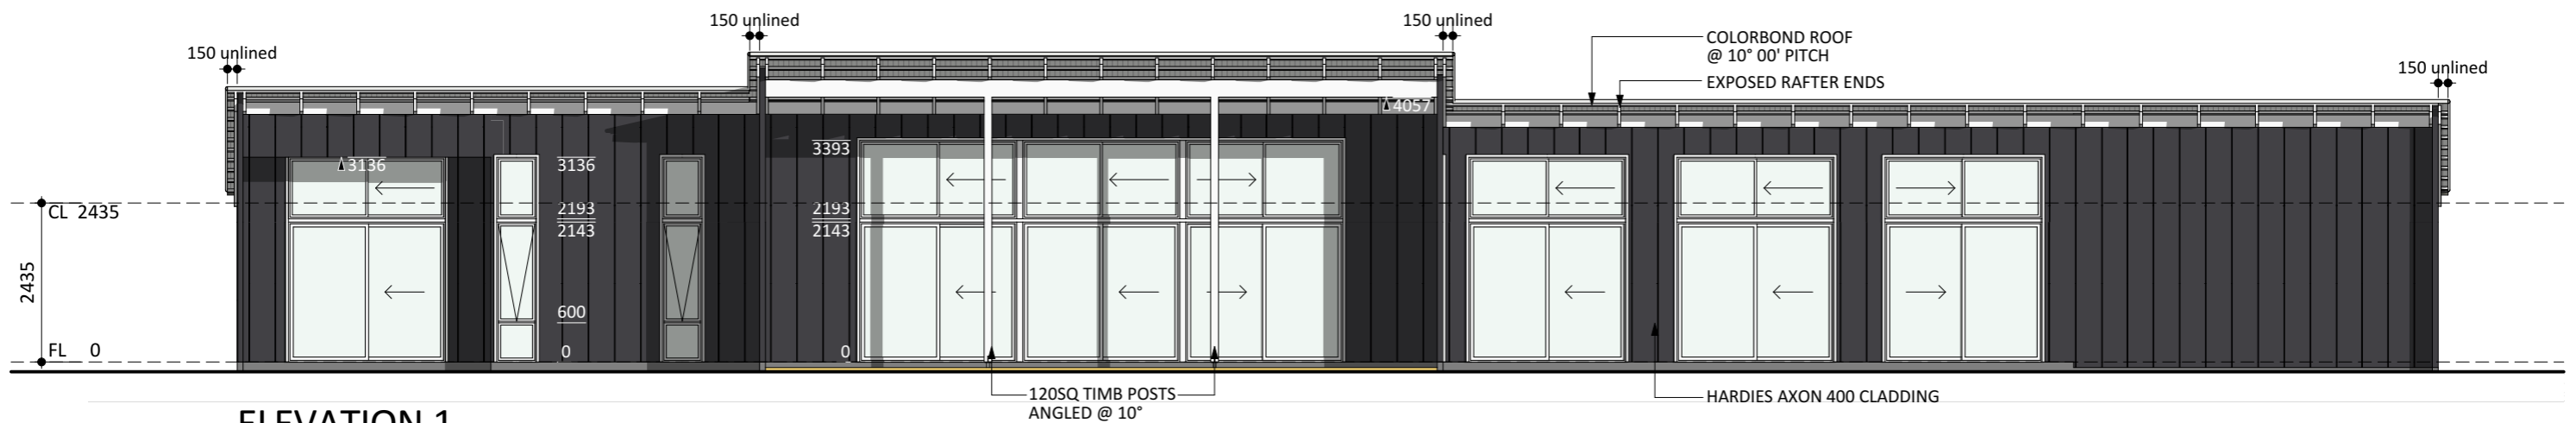 150 unlined
150 unlined
150 unlined
150 unlined
COLORBOND ROOF
@ 10° 00' PITCH
EXPOSED RAFTER ENDS
4057
3393
3136
3136
2193
2143
2193
2143
CL 2435
2435
600
0
0
FL 0
120SQ TIMB POSTS
ANGLED @ 10°
HARDIES AXON 400 CLADDING
ELEVATION 1